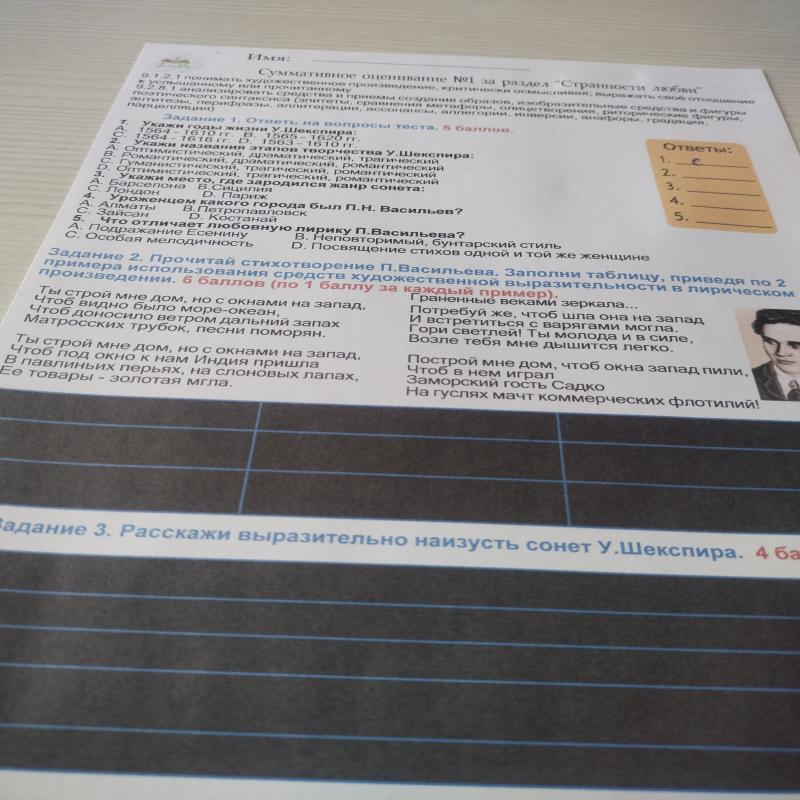 Имя:
Суммативное оценивание №1 за раздел "Странности любви"
9.1.2.1 понимать художественное произведение, критически осмысливая, выражать своё отношение
к услышанному или прочитанному
9.2.8.1 анализировать средства и приемы создания образов, изобразительные средства и фигуры
поэтического синтаксиса (эпитеты, сравнения метафоры, олицетворения, риторические фигуры,
антитезы, перифразы, аллитерации, ассонансы, аллегории, инверсии, анафоры, градация,
парцелляция)
Задание 1. Ответь на вопросы теста. 5 баллов.
1. Укажи годы жизни У.Шекспира:
A. 1564 - 1610 гг. B. 1565 - 1620 гг.
C. 1564 - 1616 гг. D. 1563 - 1610 гг.
2. Укажи названия этапов творчества У.Шекспира:
A. Оптимистический, драматический, трагический
B. Романтический, драматический, романтический
C. Гуманистический, трагический, романтический
D. Оптимистический, трагический, романтический
3. Укажи место, где зародился жанр сонета:
A. Барселона B.Сицилия
C. Лондон D. Париж
4. Уроженцем какого города был П.Н. Васильев?
A. Алматы B.Петропавловск
C. Зайсан D. Костанай
5. Что отличает любовную лирику П.Васильева?
A. Подражание Есенину B. Неповторимый, бунтарский стиль
C. Особая мелодичность D. Посвящение стихов одной и той же женщине
Ответы:
1. c
2.
3.
4.
5.
Задание 2. Прочитай стихотворение П.Васильева. Заполни таблицу, приведя по 2
примера использования средств художественной выразительности в лирическом
произведении. 6 баллов (по 1 баллу за каждый пример).
Ты строй мне дом, но с окнами на запад,
Чтоб видно было море-океан,
Чтоб доносило ветром дальний запах
Матросских трубок, песни поморян.
Ты строй мне дом, но с окнами на запад,
Чтоб под окно к нам Индия пришла
В павлиньих перьях, на слоновых лапах,
Ее товары - золотая мгла.
Граненные веками зеркала...
Потребуй же, чтоб шла она на запад
И встретиться с варягами могла.
Гори светлей! Ты молода и в силе,
Возле тебя мне дышится легко.
Построй мне дом, чтоб окна запад пили,
Чтоб в нем играл
Заморский гость Садко
На гуслях мачт коммерческих флотилий!
Задание 3. Расскажи выразительно наизусть сонет У.Шекспира. 4 ба